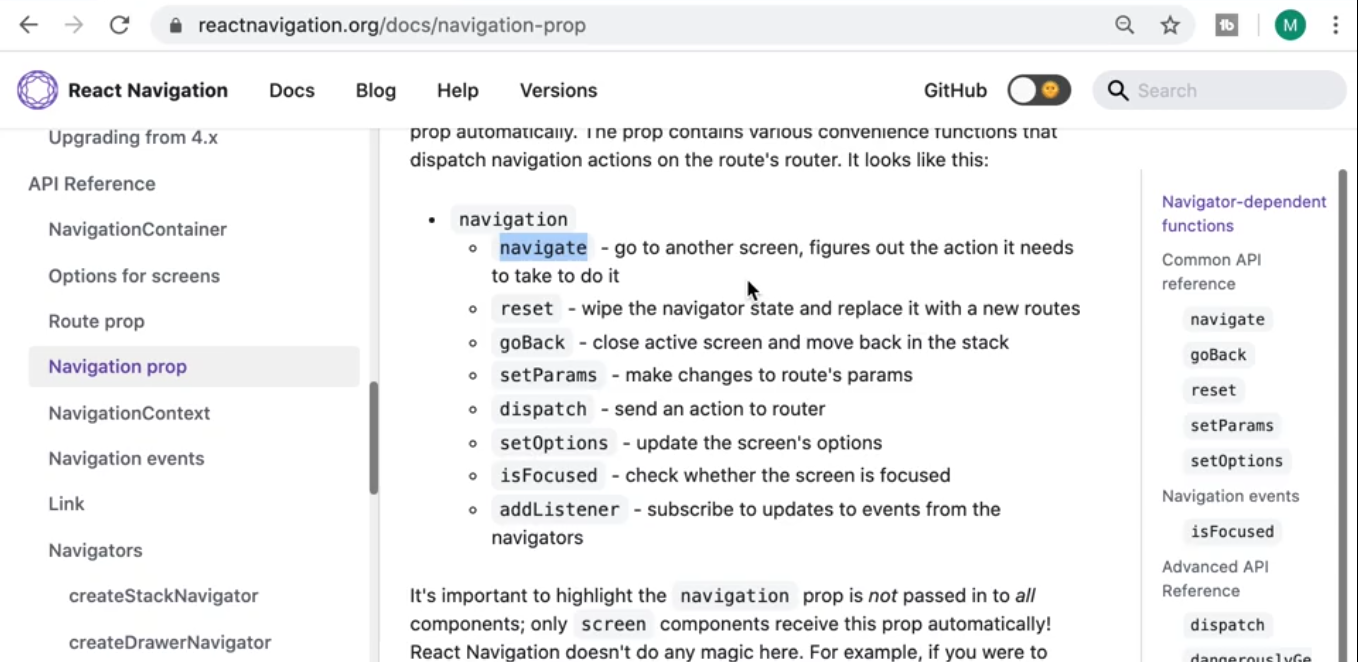 reactnavigation.org/docs/navigation-prop
M
React Navigation
Docs
Blog
Help
Versions
GitHub
Search
Upgrading from 4.x
API Reference
NavigationContainer
Options for screens
Route prop
Navigation prop
NavigationContext
Navigation events
Link
Navigators
createStackNavigator
createDrawerNavigator
prop automatically. The prop contains various convenience functions that
dispatch navigation actions on the route's router. It looks like this:
navigation
navigate - go to another screen, figures out the action it needs
to take to do it
reset - wipe the navigator state and replace it with a new routes
goBack - close active screen and move back in the stack
setParams - make changes to route's params
dispatch - send an action to router
setOptions - update the screen's options
isFocused - check whether the screen is focused
addListener - subscribe to updates to events from the
navigators
It's important to highlight the navigation prop is not passed in to all
components; only screen components receive this prop automatically!
React Navigation doesn't do any magic here. For example, if you were to
Navigator-dependent
functions
Common API
reference
navigate
goBack
reset
setParams
setOptions
Navigation events
isFocused
Advanced API
Reference
dispatch
dangerouslyGe